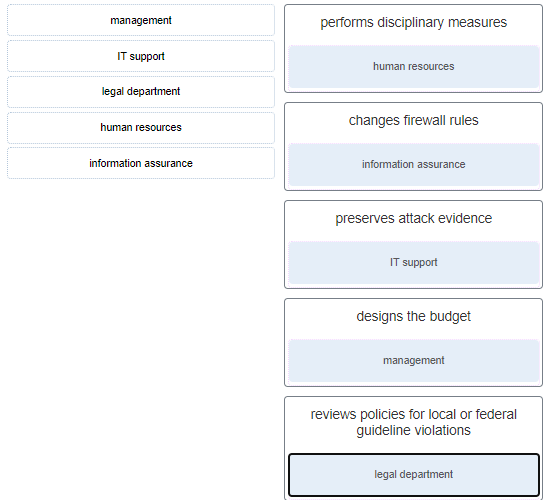 management
IT support
legal department
human resources
information assurance
performs disciplinary measures
human resources
changes firewall rules
information assurance
preserves attack evidence
IT support
designs the budget
management
reviews policies for local or federal
guideline violations
legal department